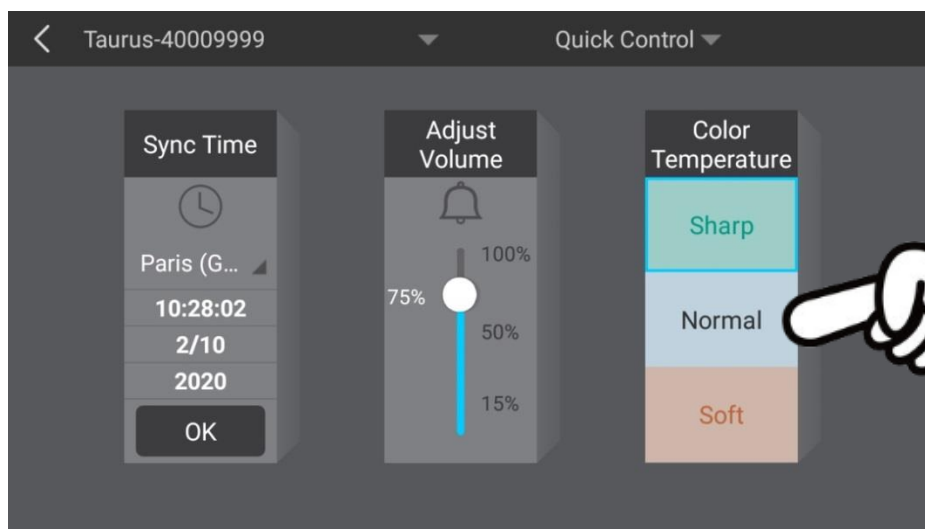 Taurus-40009999
Quick Control
Sync Time
Paris (G...
10:28:02
2/10
2020
OK
Adjust
Volume
100%
75%
50%
15%
Color
Temperature
Sharp
Normal
Soft